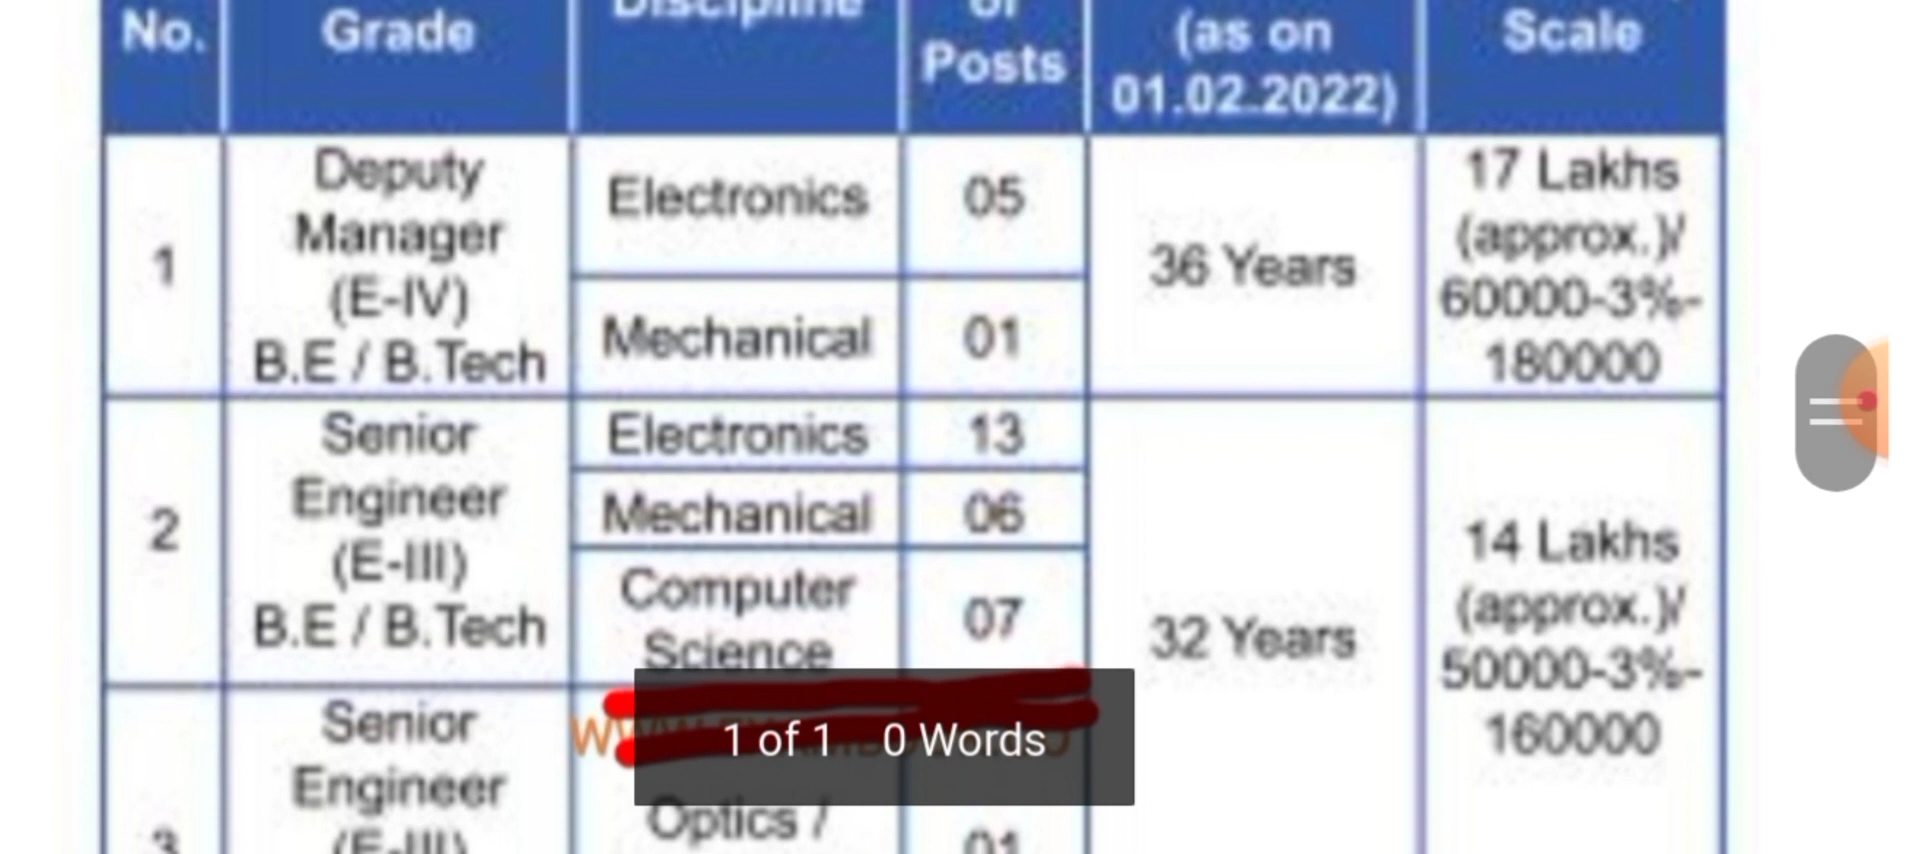 No.
Grade
Discipline
of
Posts
(as on
01.02.2022)
Scale
1
Deputy
Manager
(E-IV)
B.E / B.Tech
Electronics
05
Mechanical
01
36 Years
17 Lakhs
(approx.)/
60000-3%-
180000
2
Senior
Engineer
(E-III)
B.E / B.Tech
Electronics
13
Mechanical
06
Computer
Science
07
32 Years
14 Lakhs
(approx.)/
50000-3%-
160000
3
Senior
Engineer
(E-III)
Optics /
01
1 of 1 0 Words